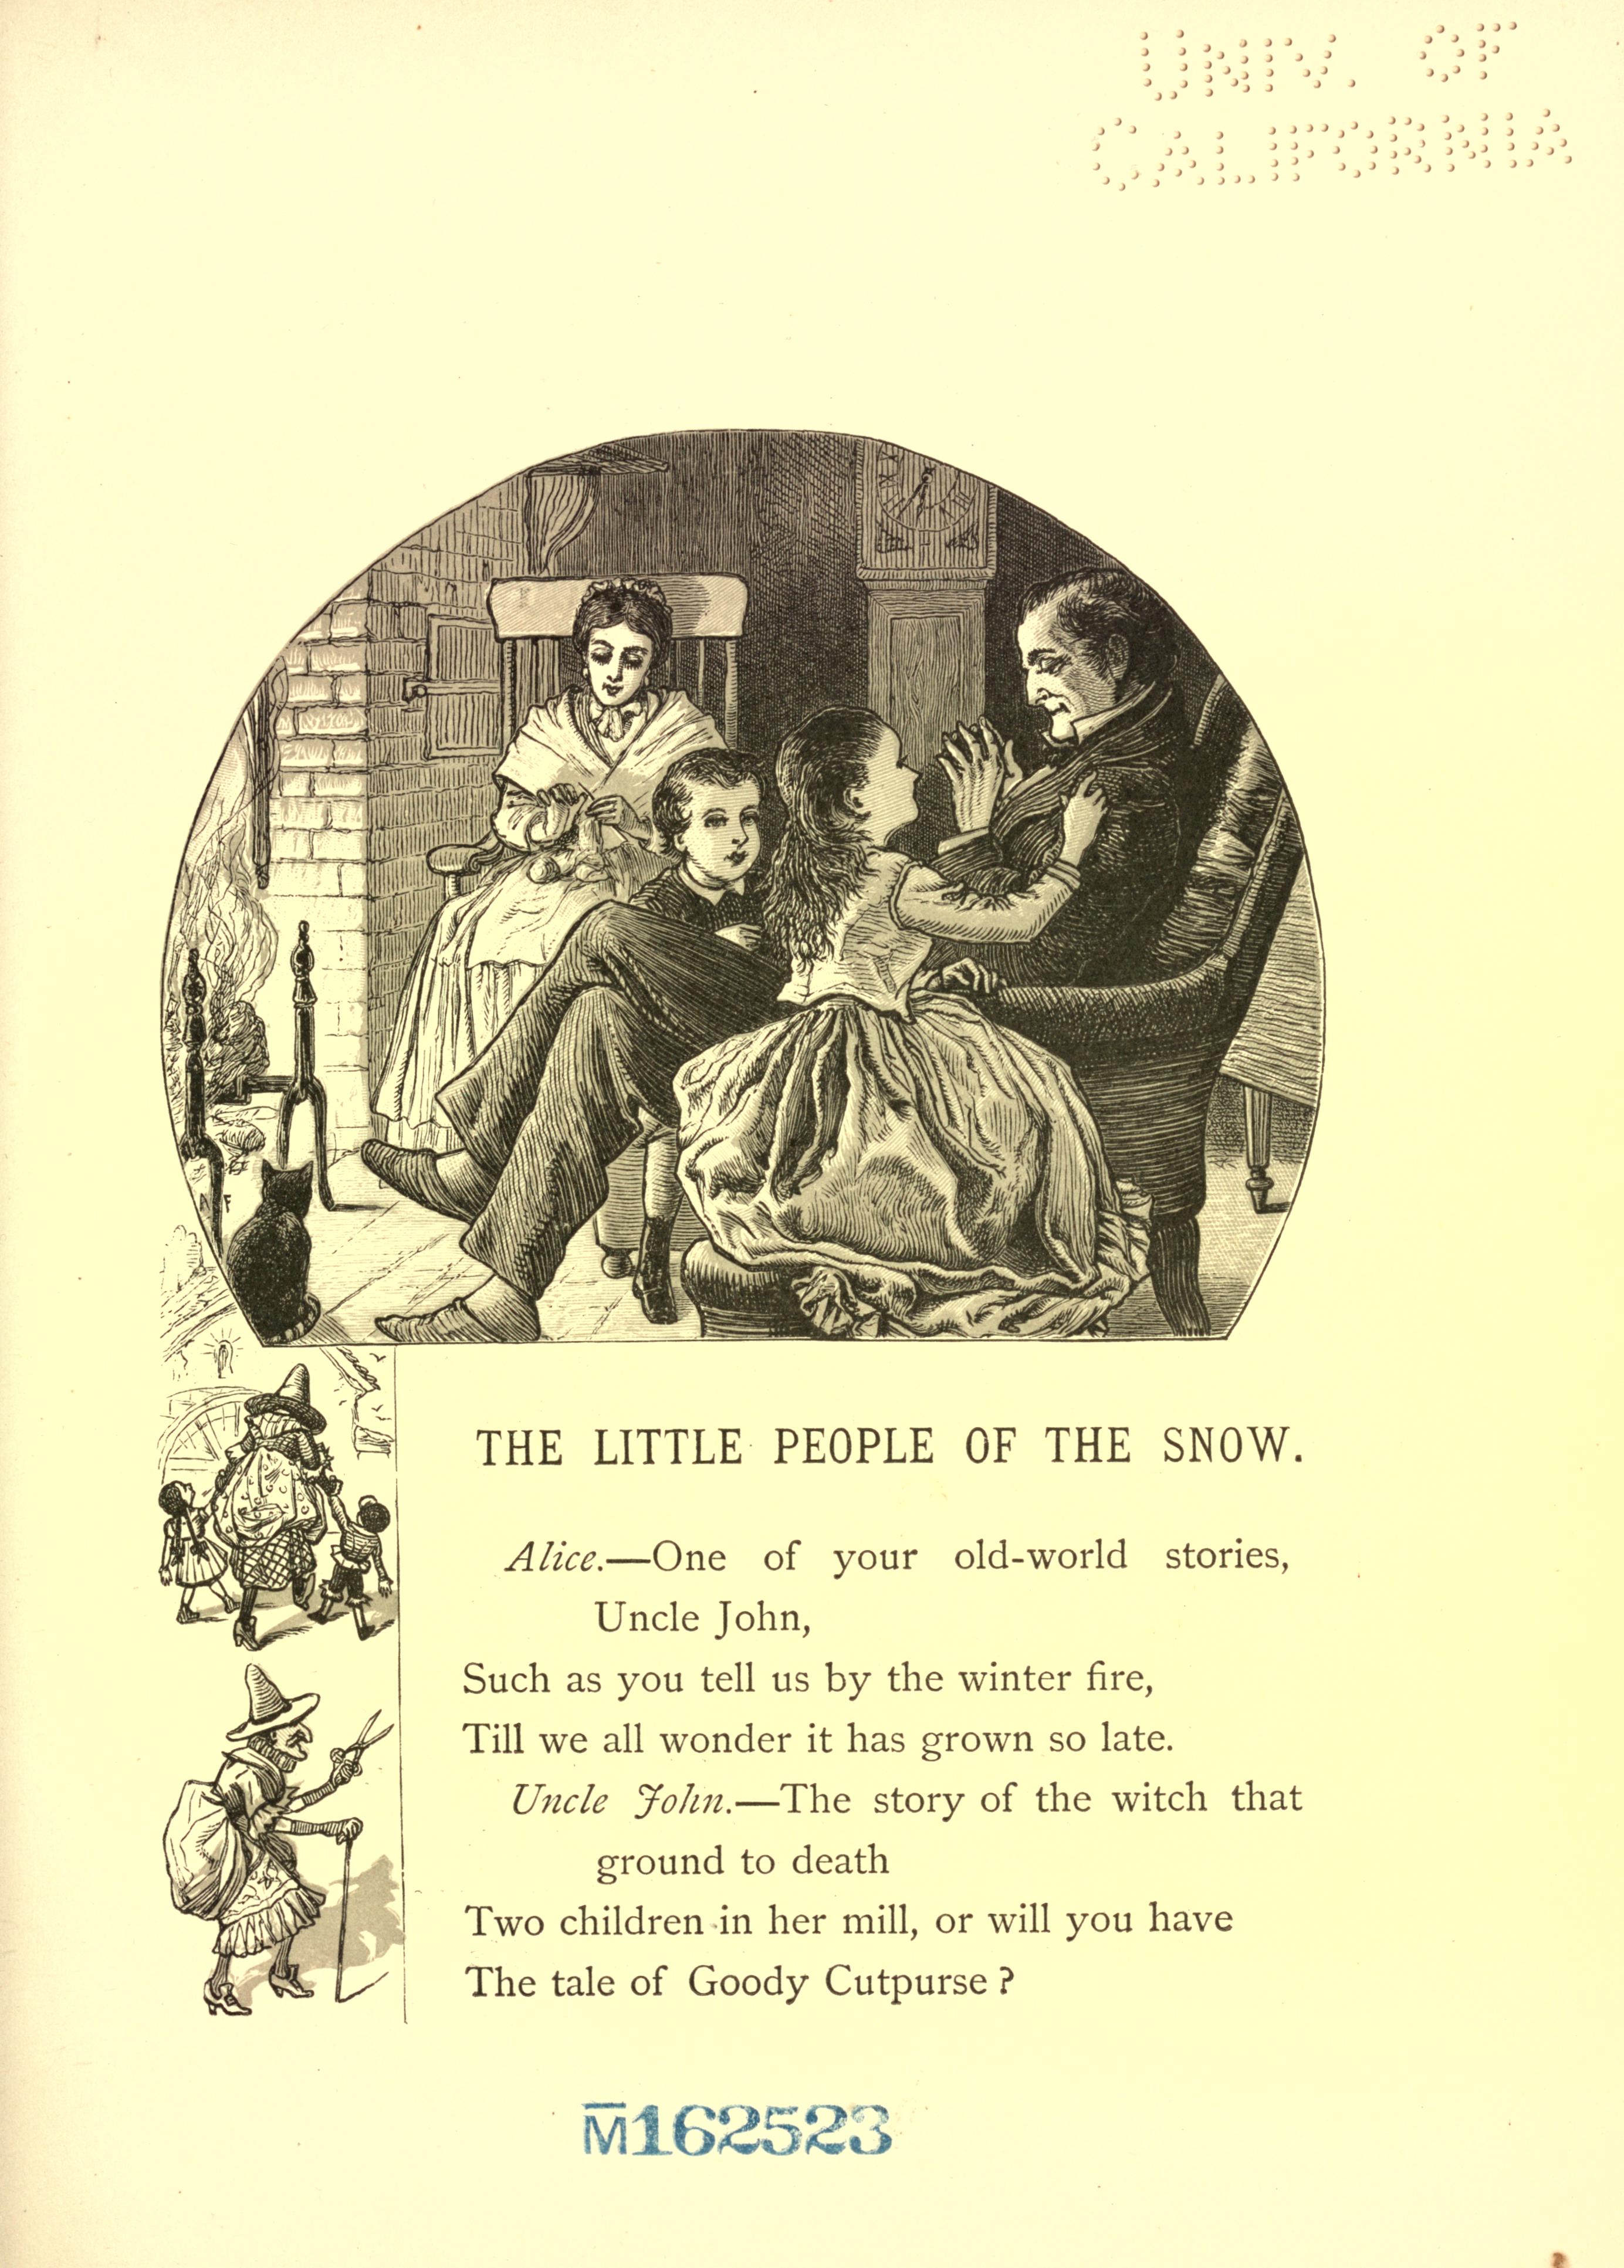 UNIV. OF
CALIFORNIA
A F
THE LITTLE PEOPLE OF THE SNOW.
Alice.—One of your old-world stories,
Uncle John,
Such as you tell us by the winter fire,
Till we all wonder it has grown so late.
Uncle John.—The story of the witch that
ground to death
Two children in her mill, or will you have
The tale of Goody Cutpurse?
M162523